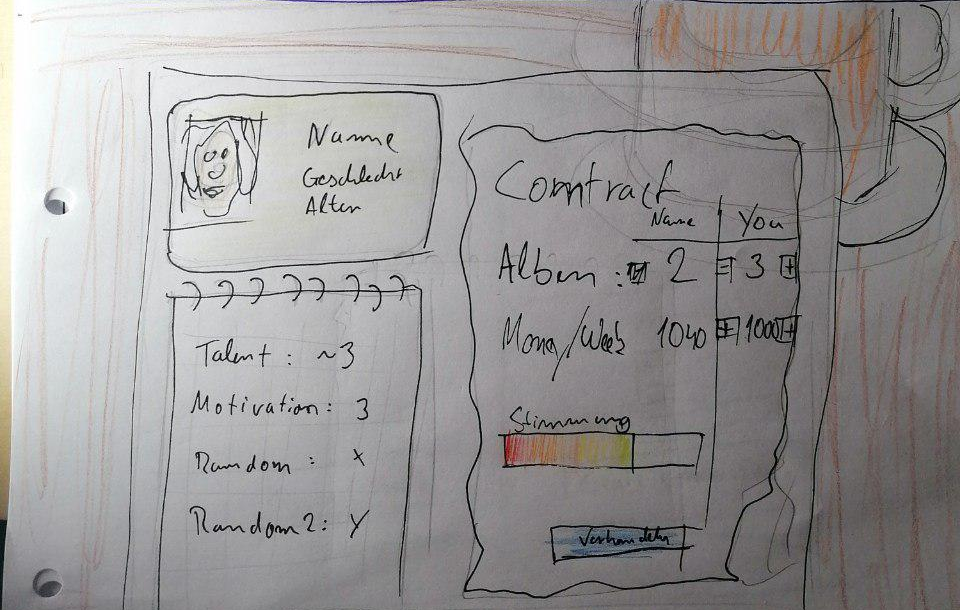 Name
Geschlecht
Alter
Talent: ~3
Motivation: 3
Random: x
Random2: y
Contract
Name You
Alben: - 2 - 3 +
Money/Week 1040 + 1000 +
Stimmung
Verhandeln